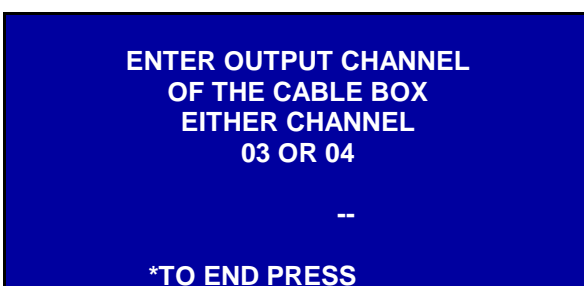 ENTER OUTPUT CHANNEL
OF THE CABLE BOX
EITHER CHANNEL
03 OR 04
--
*TO END PRESS